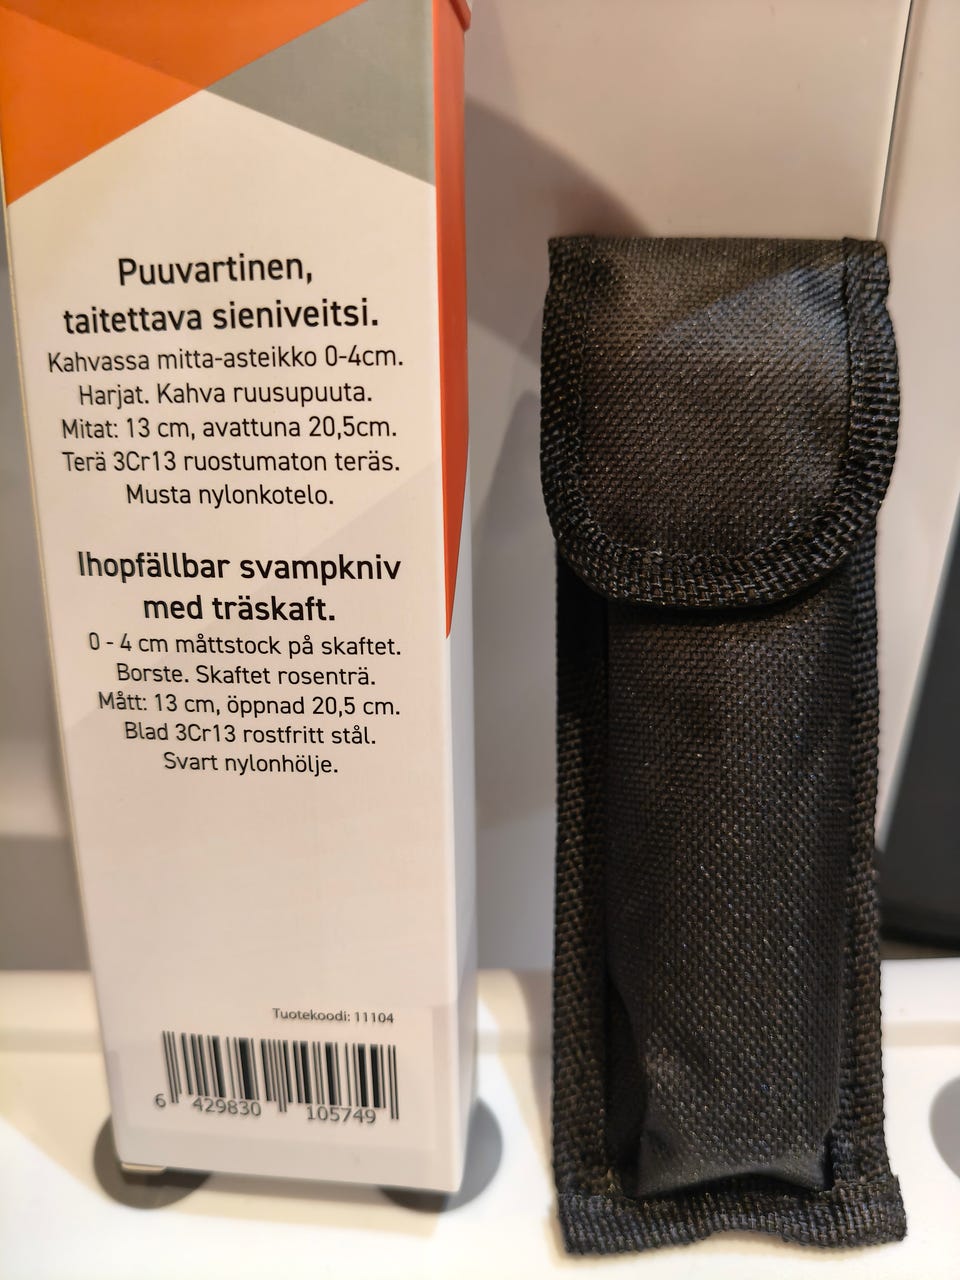 Puuvartinen,
taitettava sieniveitsi.
Kahvassa mitta-asteikko 0-4cm.
Harjat. Kahva ruusupuuta.
Mitat: 13 cm, avattuna 20,5cm.
Terä 3Cr13 ruostumaton teräs.
Musta nylonkotelo.
Ihopfällbar svampkniv
med träskaft.
0 - 4 cm måttstock på skaftet.
Borste. Skaftet rosenträ.
Mått: 13 cm, öppnad 20,5 cm.
Blad 3Cr13 rostfritt stål.
Svart nylonhölje.
Tuotekoodi: 11104
6 429830 105749